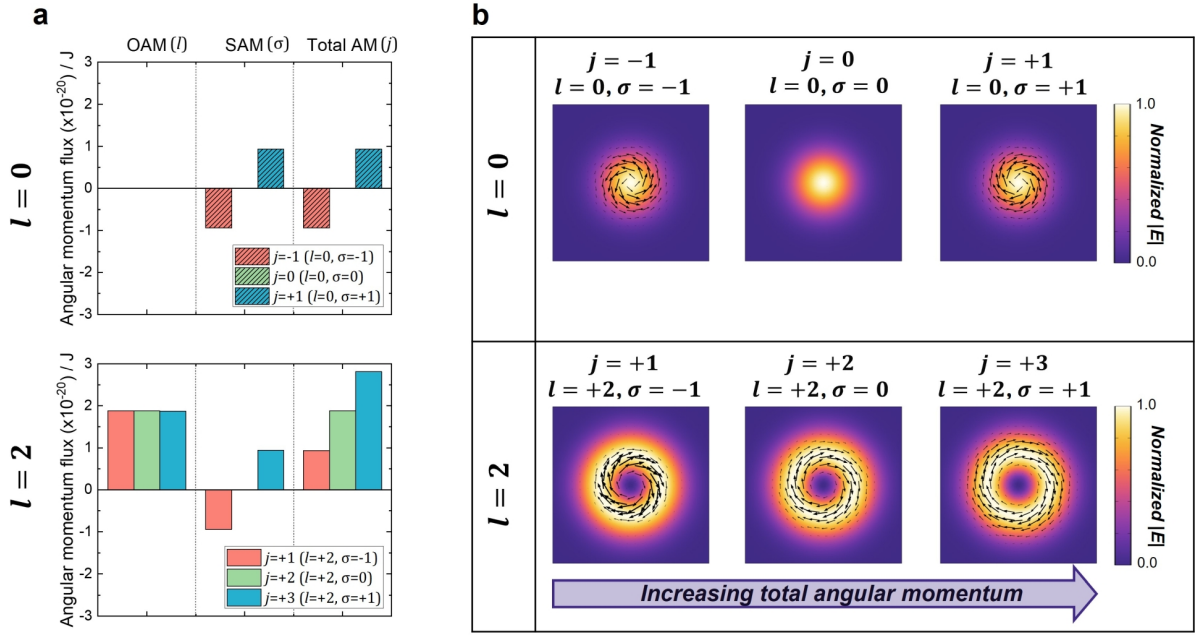 a
OAM (l) SAM (σ) Total AM (j)
l = 0
Angular momentum flux (x10⁻²⁰) / J
3
2
1
0
-1
-2
-3
j=-1 (l=0, σ=-1)
j=0 (l=0, σ=0)
j=+1 (l=0, σ=+1)
l = 2
Angular momentum flux (x10⁻²⁰) / J
3
2
1
0
-1
-2
-3
j=+1 (l=+2, σ=-1)
j=+2 (l=+2, σ=0)
j=+3 (l=+2, σ=+1)
b
l = 0
j = −1
l = 0, σ = −1
j = 0
l = 0, σ = 0
j = +1
l = 0, σ = +1
1.0
Normalized |E|
0.0
l = 2
j = +1
l = +2, σ = −1
j = +2
l = +2, σ = 0
j = +3
l = +2, σ = +1
1.0
Normalized |E|
0.0
Increasing total angular momentum